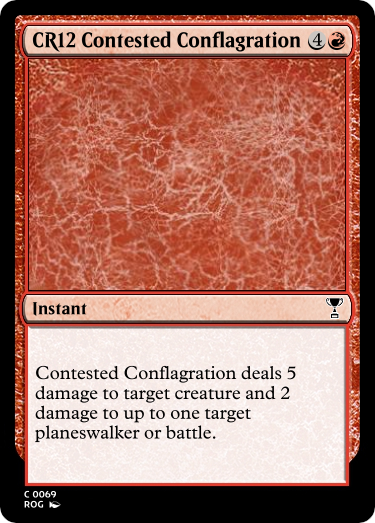 CR12 Contested Conflagration 4
Instant
Contested Conflagration deals 5
damage to target creature and 2
damage to up to one target
planeswalker or battle.
C 0069
ROG